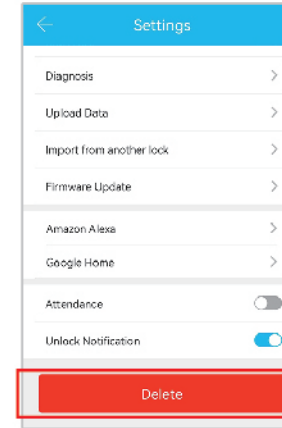 Settings
Diagnosis
Upload Data
Import from another lock
Firmware Update
Amazon Alexa
Google Home
Attendance
Unlock Notification
Delete